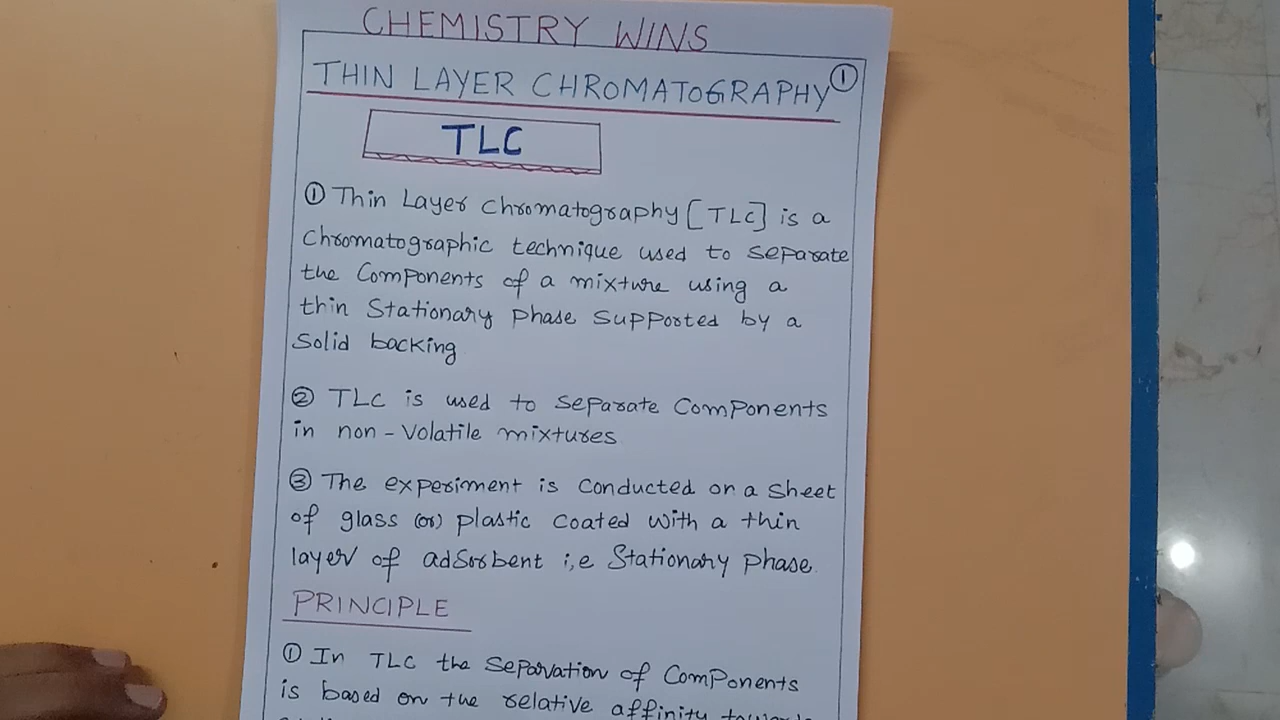 CHEMISTRY WINS
THIN LAYER CHROMATOGRAPHY ①
TLC
① Thin Layer Chromatography [TLC] is a
Chromatographic technique used to separate
the Components of a mixture using a
thin Stationary phase supported by a
Solid backing
② TLC is used to separate Components
in non-Volatile mixtures
③ The experiment is conducted on a sheet
of glass (or) plastic coated with a thin
layer of adsorbent i,e Stationary phase.
PRINCIPLE
① In TLC the separation of Components
is based on the relative affinity towards